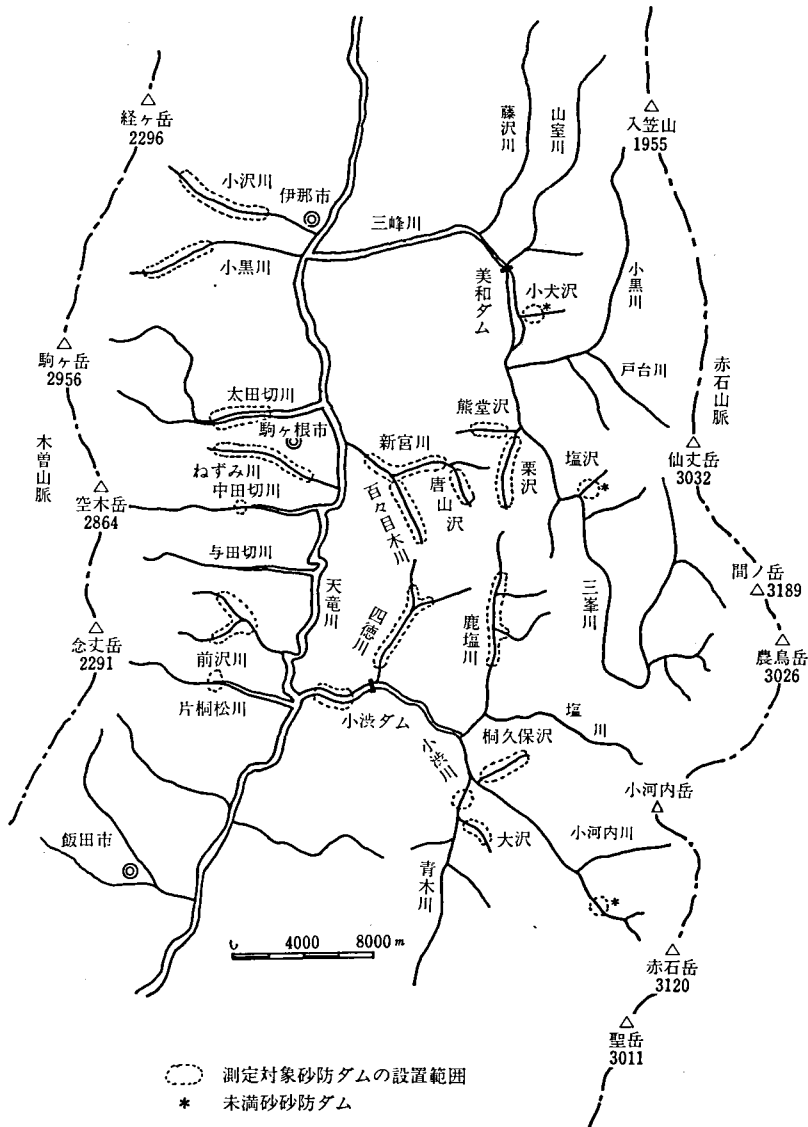 経ヶ岳
2296
小沢川
伊那市
藤沢川
山室川
入笠山
1955
三峰川
小黒川
美和ダム
小犬沢
*
小黒川
駒ヶ岳
2956
戸台川
赤石山脈
太田切川
駒ヶ根市
熊堂沢
新宮川
木曽山脈
ねずみ川
栗沢
塩沢
*
仙丈岳
3032
唐山沢
空木岳
2864
中田切川
百々目木川
与田切川
間ノ岳
3189
天竜川
四徳川
鹿塩川
三峯川
念丈岳
2291
農鳥岳
3026
前沢川
片桐松川
小渋ダム
塩川
桐久保沢
小渋川
小河内岳
飯田市
大沢
小河内川
青木川
*
0 4000 8000 m
赤石岳
3120
聖岳
3011
測定対象砂防ダムの設置範囲
* 未満砂砂防ダム